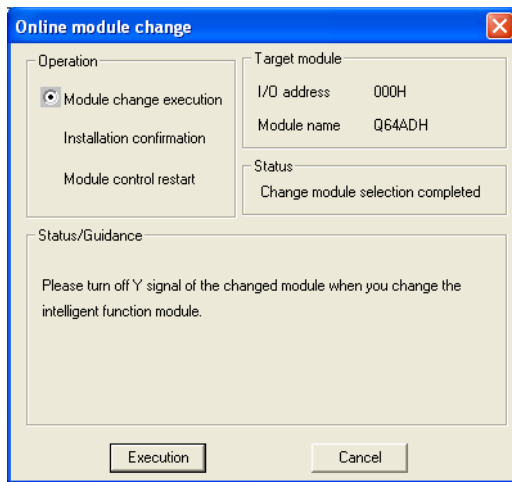 Online module change
Operation
Module change execution
Installation confirmation
Module control restart
Target module
I/O address 000H
Module name Q64ADH
Status
Change module selection completed
Status/Guidance
Please turn off Y signal of the changed module when you change the
intelligent function module.
Execution Cancel